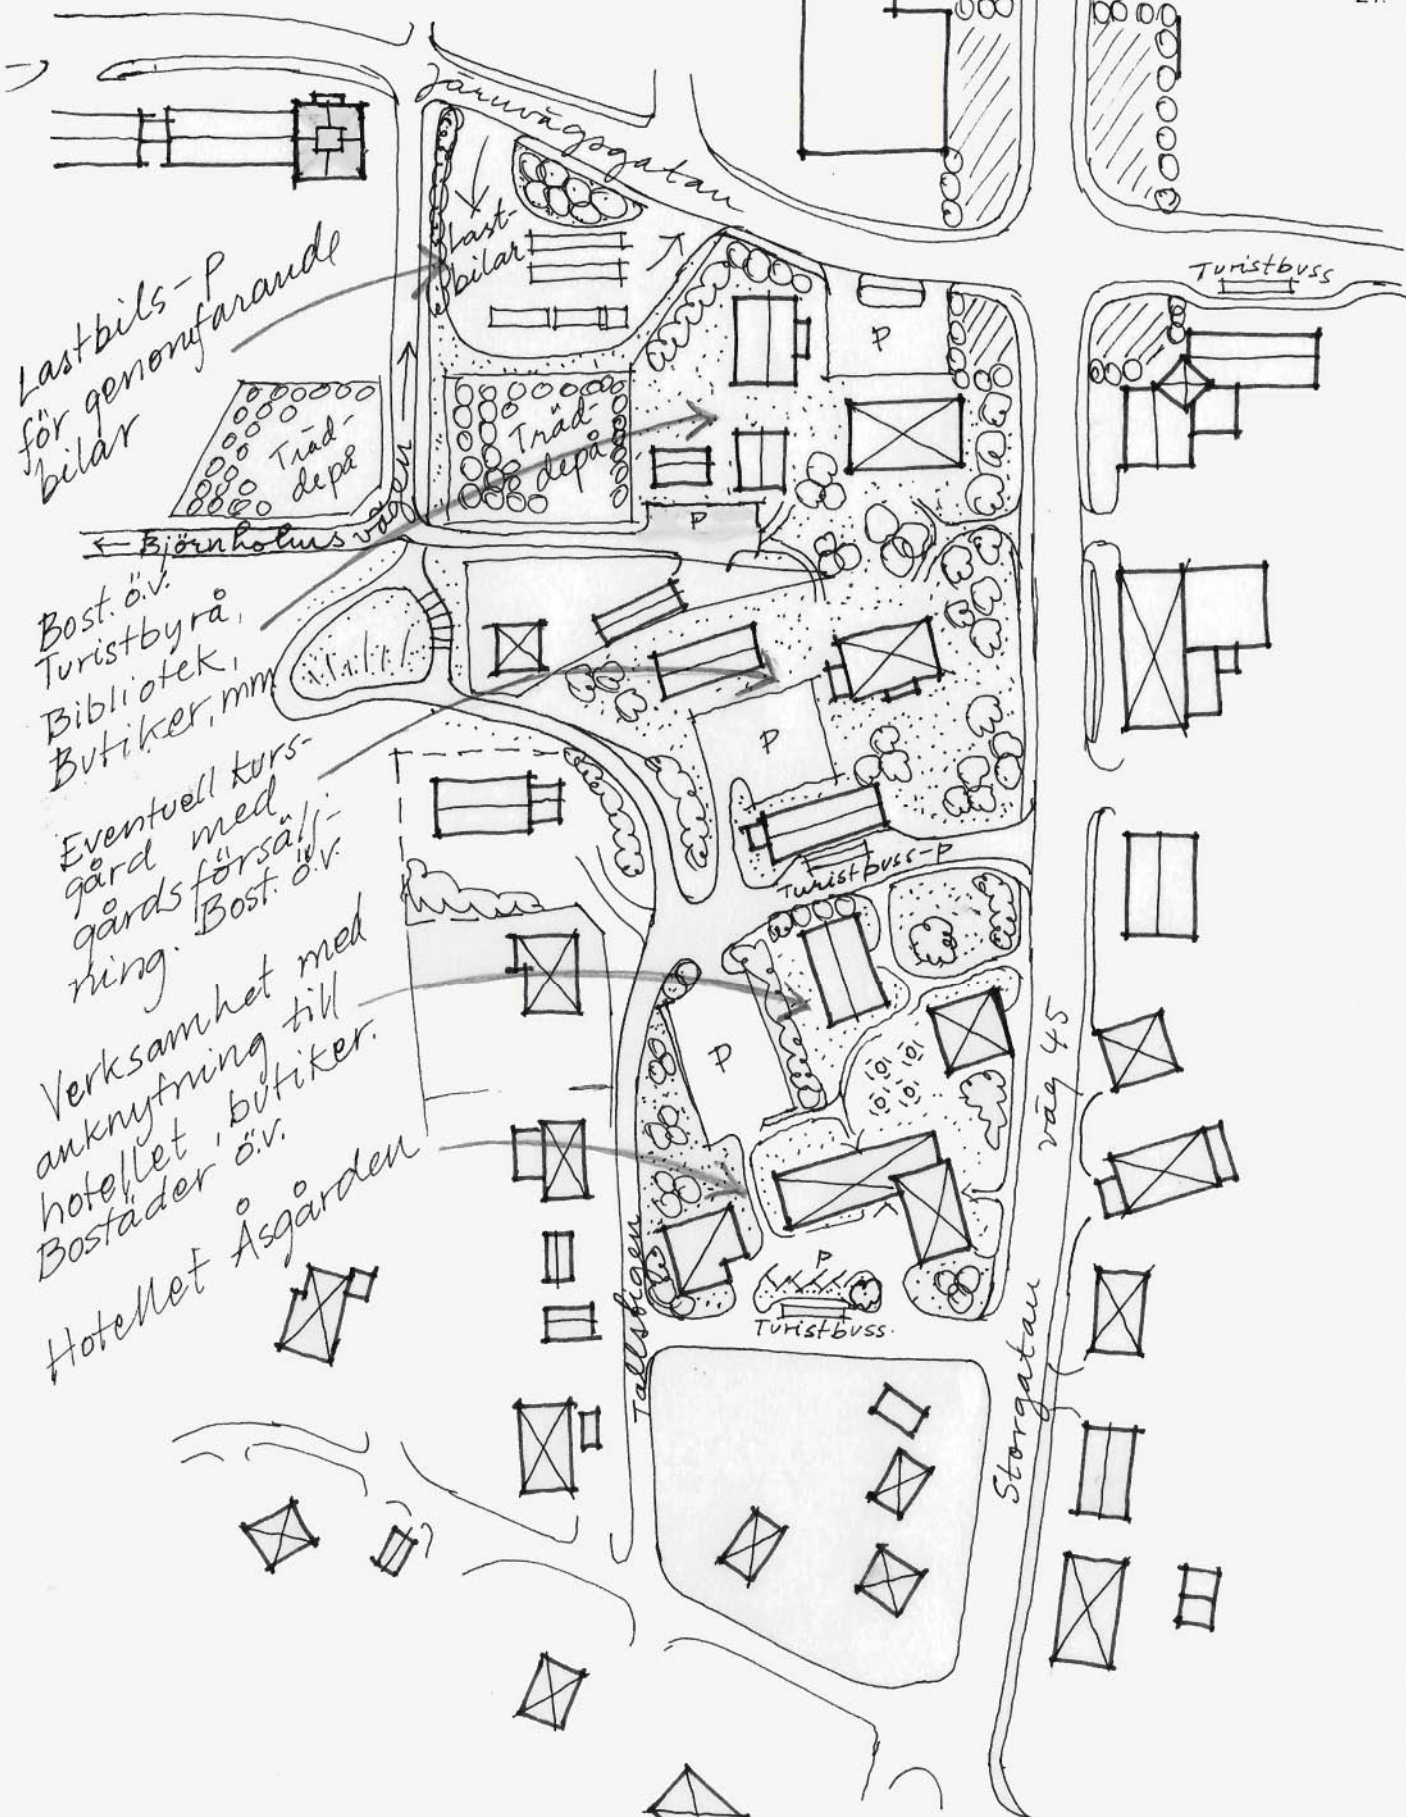 Järnvägsgatan
Last-
bilar
Turistbuss
P
Lastbils-P
för genomfarande
bilar
Träd-
depå
Träd-
depå
P
← Björnholmsvägen
Bost. ö.v.
Turistbyrå,
Bibliotek,
Butiker, mm
P
Eventuell kurs-
gård med
gårdsförsälj-
ning. Bost. ö.v.
Turistbuss-P
Verksamhet med
anknytning till
hotellet, butiker.
Bostäder ö.v.
P
väg 45
Hotellet Åsgården
P
Turistbuss.
Tallstigen
Storgatan